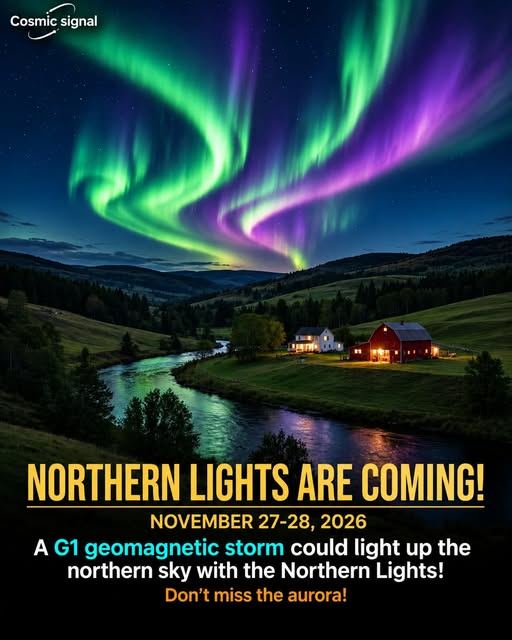 Cosmic signal
NORTHERN LIGHTS ARE COMING!
NOVEMBER 27-28, 2026
A G1 geomagnetic storm could light up the
northern sky with the Northern Lights!
Don't miss the aurora!